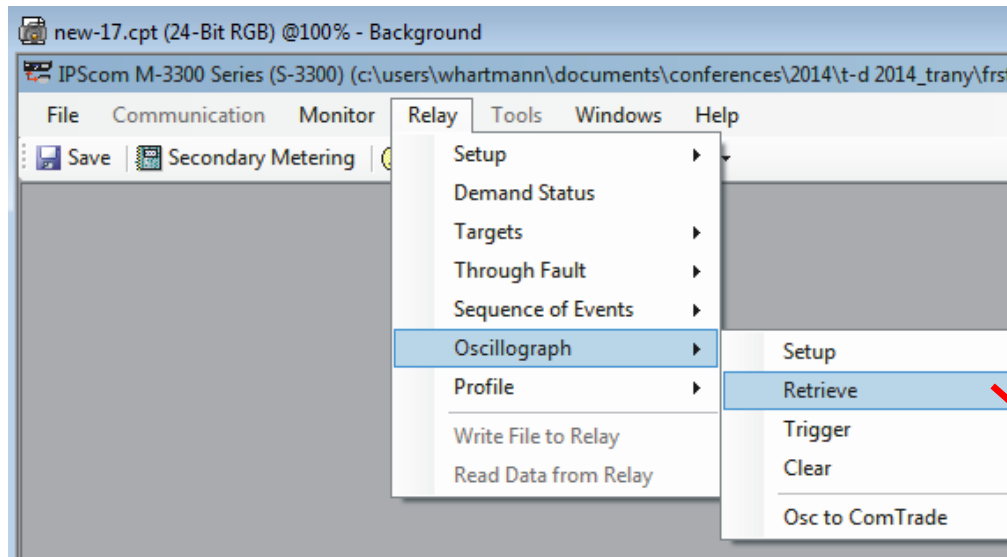 new-17.cpt (24-Bit RGB) @100% - Background
IPScom M-3300 Series (S-3300) (c:\users\whartmann\documents\conferences\2014\t-d 2014_trany\frst
File Communication Monitor Relay Tools Windows Help
Save Secondary Metering
Setup
Demand Status
Targets
Through Fault
Sequence of Events
Oscillograph
Profile
Write File to Relay
Read Data from Relay
Setup
Retrieve
Trigger
Clear
Osc to ComTrade